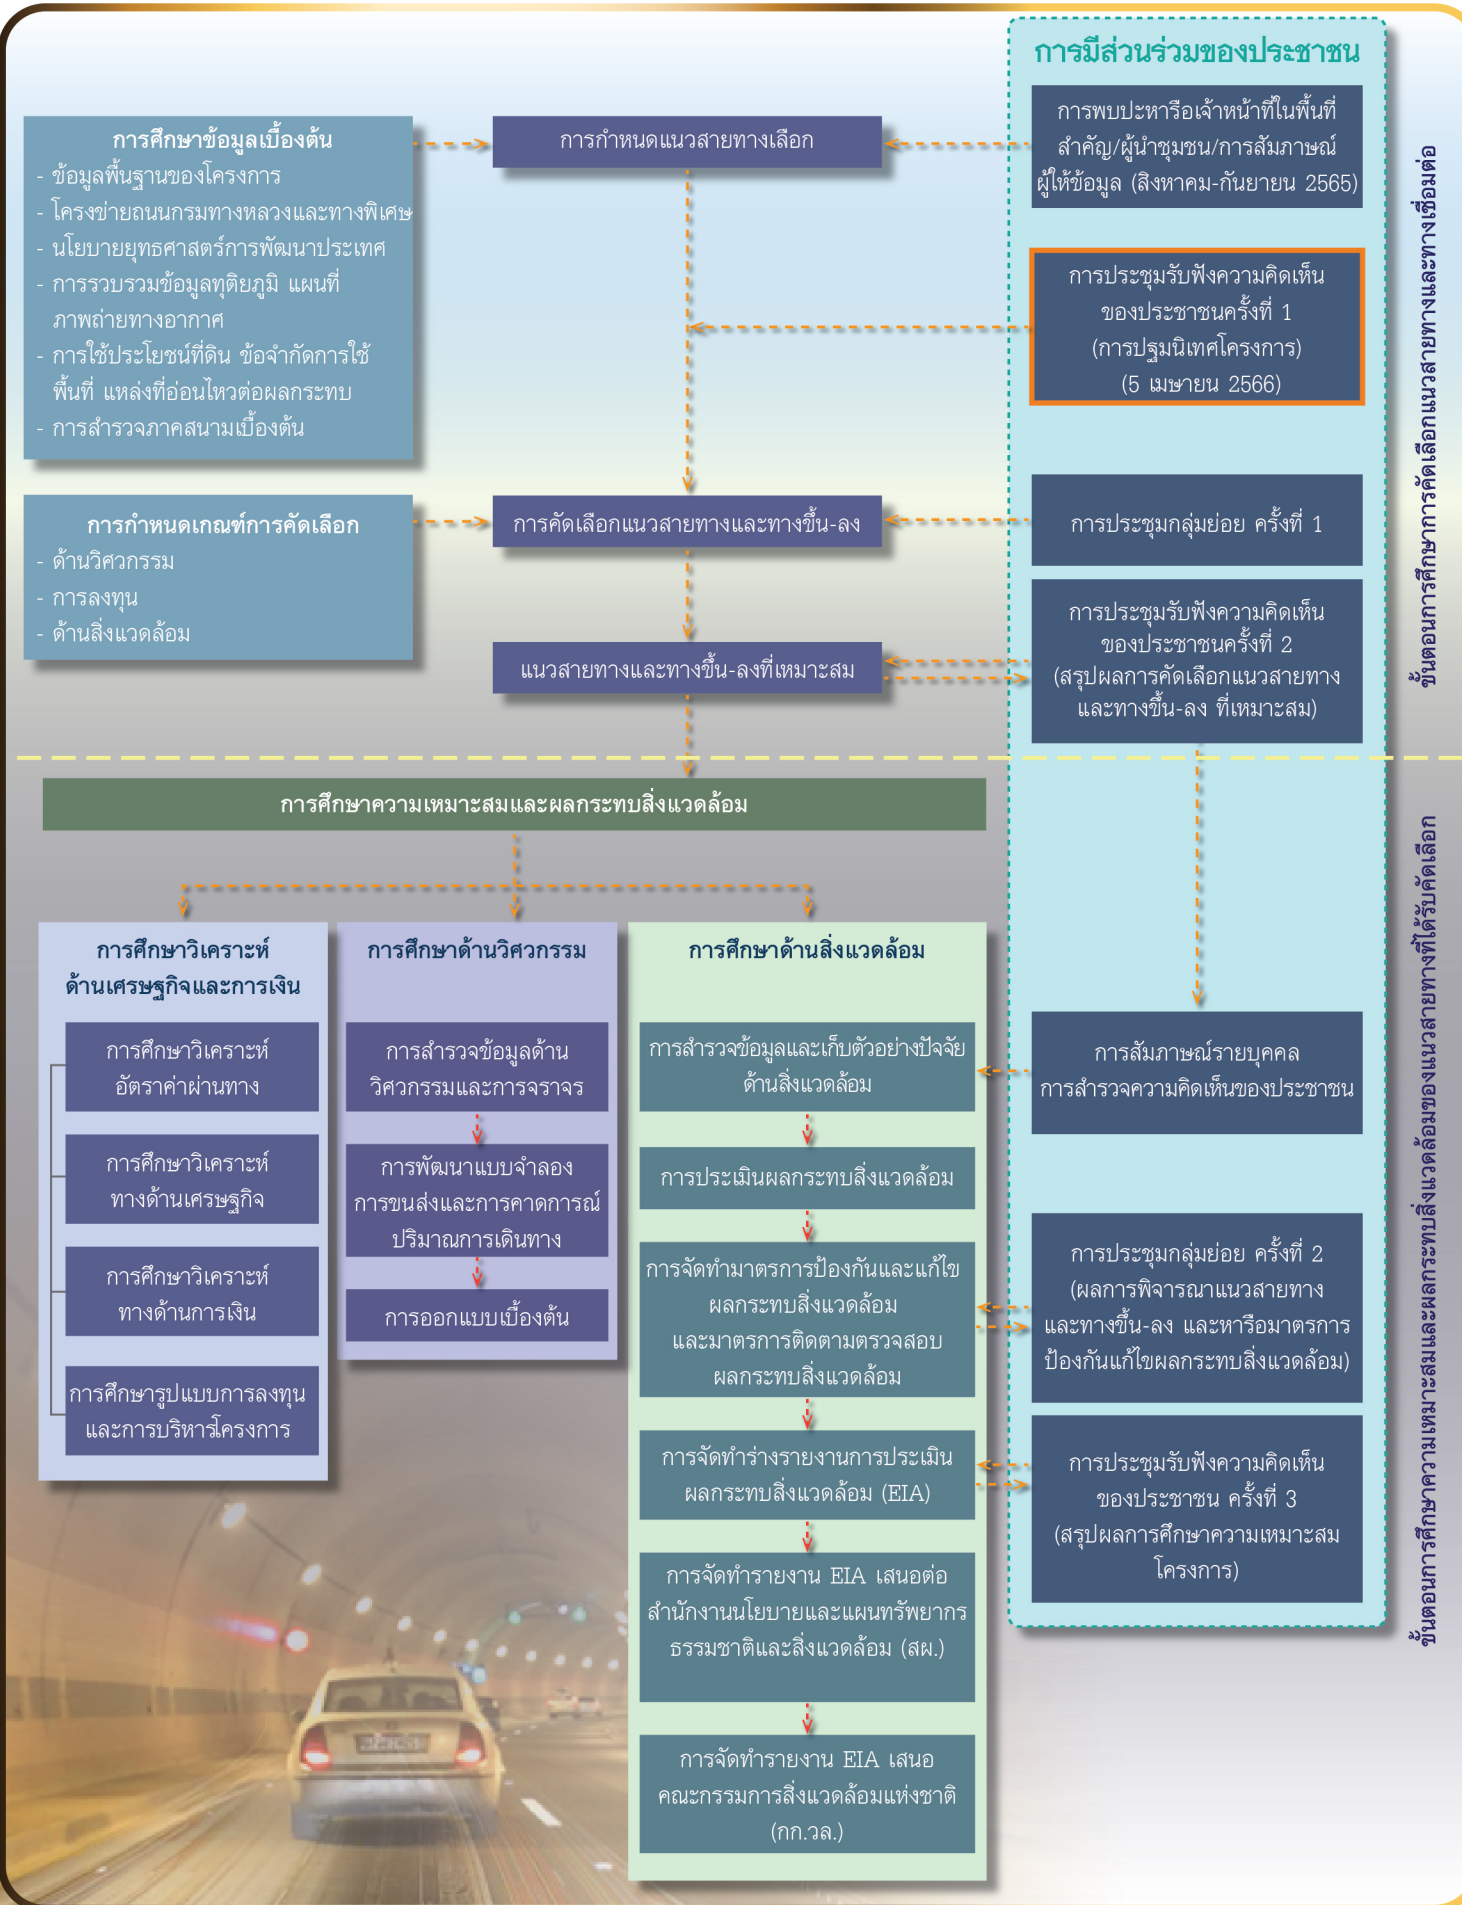 การมีส่วนร่วมของประชาชน
การพบปะหารือเจ้าหน้าที่ในพื้นที่
สำคัญ/ผู้นำชุมชน/การสัมภาษณ์
ผู้ให้ข้อมูล (สิงหาคม-กันยายน 2565)
การศึกษาข้อมูลเบื้องต้น
- ข้อมูลพื้นฐานของโครงการ
- โครงข่ายถนนกรมทางหลวงและทางพิเศษ
- นโยบายยุทธศาสตร์การพัฒนาประเทศ
- การรวบรวมข้อมูลทุติยภูมิ แผนที่
ภาพถ่ายทางอากาศ
- การใช้ประโยชน์ที่ดิน ข้อจำกัดการใช้
พื้นที่ แหล่งที่อ่อนไหวต่อผลกระทบ
- การสำรวจภาคสนามเบื้องต้น
การกำหนดแนวสายทางเลือก
การประชุมรับฟังความคิดเห็น
ของประชาชนครั้งที่ 1
(การปฐมนิเทศโครงการ)
(5 เมษายน 2566)
ขั้นตอนการศึกษาการคัดเลือกแนวสายทางและทางเชื่อมต่อ
การกำหนดเกณฑ์การคัดเลือก
- ด้านวิศวกรรม
- การลงทุน
- ด้านสิ่งแวดล้อม
การคัดเลือกแนวสายทางและทางขึ้น-ลง
การประชุมกลุ่มย่อย ครั้งที่ 1
แนวสายทางและทางขึ้น-ลงที่เหมาะสม
การประชุมรับฟังความคิดเห็น
ของประชาชนครั้งที่ 2
(สรุปผลการคัดเลือกแนวสายทาง
และทางขึ้น-ลง ที่เหมาะสม)
การศึกษาความเหมาะสมและผลกระทบสิ่งแวดล้อม
การศึกษาวิเคราะห์
ด้านเศรษฐกิจและการเงิน
การศึกษาวิเคราะห์
อัตราค่าผ่านทาง
การศึกษาวิเคราะห์
ทางด้านเศรษฐกิจ
การศึกษาวิเคราะห์
ทางด้านการเงิน
การศึกษารูปแบบการลงทุน
และการบริหารโครงการ
การศึกษาด้านวิศวกรรม
การสำรวจข้อมูลด้าน
วิศวกรรมและการจราจร
การพัฒนาแบบจำลอง
การขนส่งและการคาดการณ์
ปริมาณการเดินทาง
การออกแบบเบื้องต้น
การศึกษาด้านสิ่งแวดล้อม
การสำรวจข้อมูลและเก็บตัวอย่างปัจจัย
ด้านสิ่งแวดล้อม
การประเมินผลกระทบสิ่งแวดล้อม
การจัดทำมาตรการป้องกันและแก้ไข
ผลกระทบสิ่งแวดล้อม
และมาตรการติดตามตรวจสอบ
ผลกระทบสิ่งแวดล้อม
การจัดทำร่างรายงานการประเมิน
ผลกระทบสิ่งแวดล้อม (EIA)
การจัดทำรายงาน EIA เสนอต่อ
สำนักงานนโยบายและแผนทรัพยากร
ธรรมชาติและสิ่งแวดล้อม (สผ.)
การจัดทำรายงาน EIA เสนอ
คณะกรรมการสิ่งแวดล้อมแห่งชาติ
(กก.วล.)
การสัมภาษณ์รายบุคคล
การสำรวจความคิดเห็นของประชาชน
การประชุมกลุ่มย่อย ครั้งที่ 2
(ผลการพิจารณาแนวสายทาง
และทางขึ้น-ลง และหารือมาตรการ
ป้องกันแก้ไขผลกระทบสิ่งแวดล้อม)
การประชุมรับฟังความคิดเห็น
ของประชาชน ครั้งที่ 3
(สรุปผลการศึกษาความเหมาะสม
โครงการ)
ขั้นตอนการศึกษาความเหมาะสมและผลกระทบสิ่งแวดล้อมของแนวสายทางที่ได้รับคัดเลือก